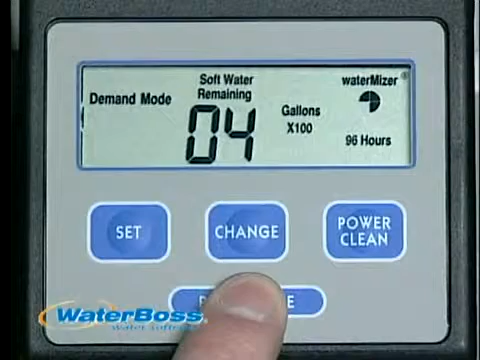 Demand Mode
Soft Water
Remaining
04
Gallons
X100
waterMizer®
96 Hours
SET
CHANGE
POWER
CLEAN
WaterBoss®